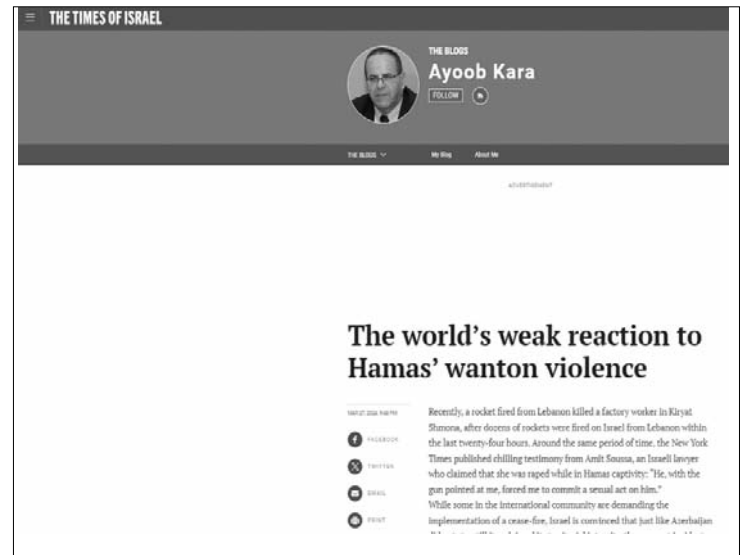 THE TIMES OF ISRAEL
THE BLOGS
Ayoob Kara
FOLLOW
THE BLOGS
My Blog
About Me
ADVERTISEMENT
The world's weak reaction to
Hamas' wanton violence
Recently, a rocket fired from Lebanon killed a factory worker in Kiryat
Shmona, after dozens of rockets were fired on Israel from Lebanon within
the last twenty-four hours. Around the same period of time, the New York
Times published chilling testimony from Amit Soussa, an Israeli lawyer
who claimed that she was raped while in Hamas captivity: "He, with the
gun pointed at me, forced me to commit a sexual act on him."
While some in the international community are demanding the
implementation of a cease-fire, Israel is convinced that just like Azerbaijan
FACEBOOK
TWITTER
EMAIL
PRINT